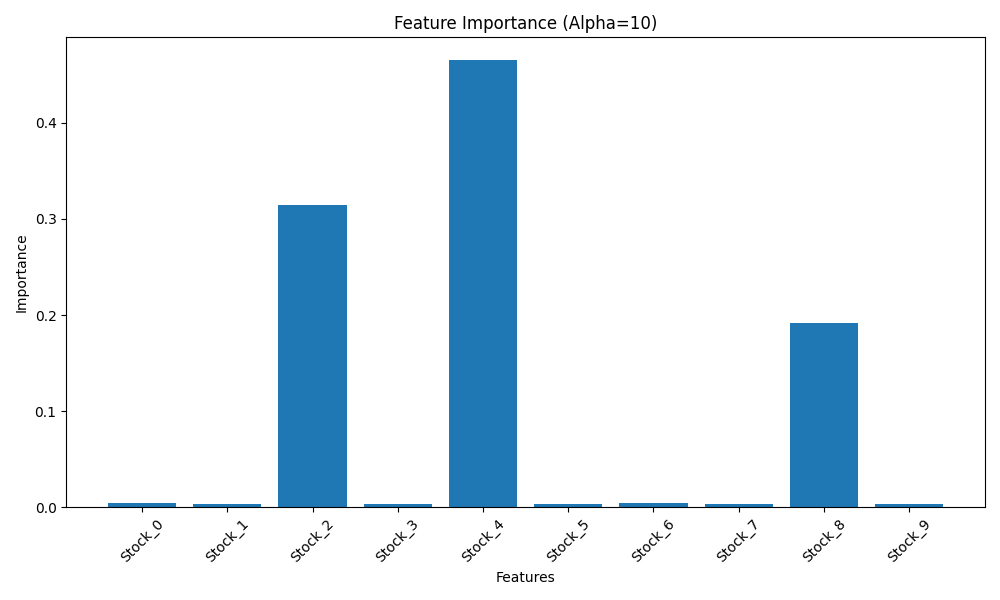 Feature Importance (Alpha=10)
Importance
0.4
0.3
0.2
0.1
0.0
Stock_0
Stock_1
Stock_2
Stock_3
Stock_4
Stock_5
Stock_6
Stock_7
Stock_8
Stock_9
Features